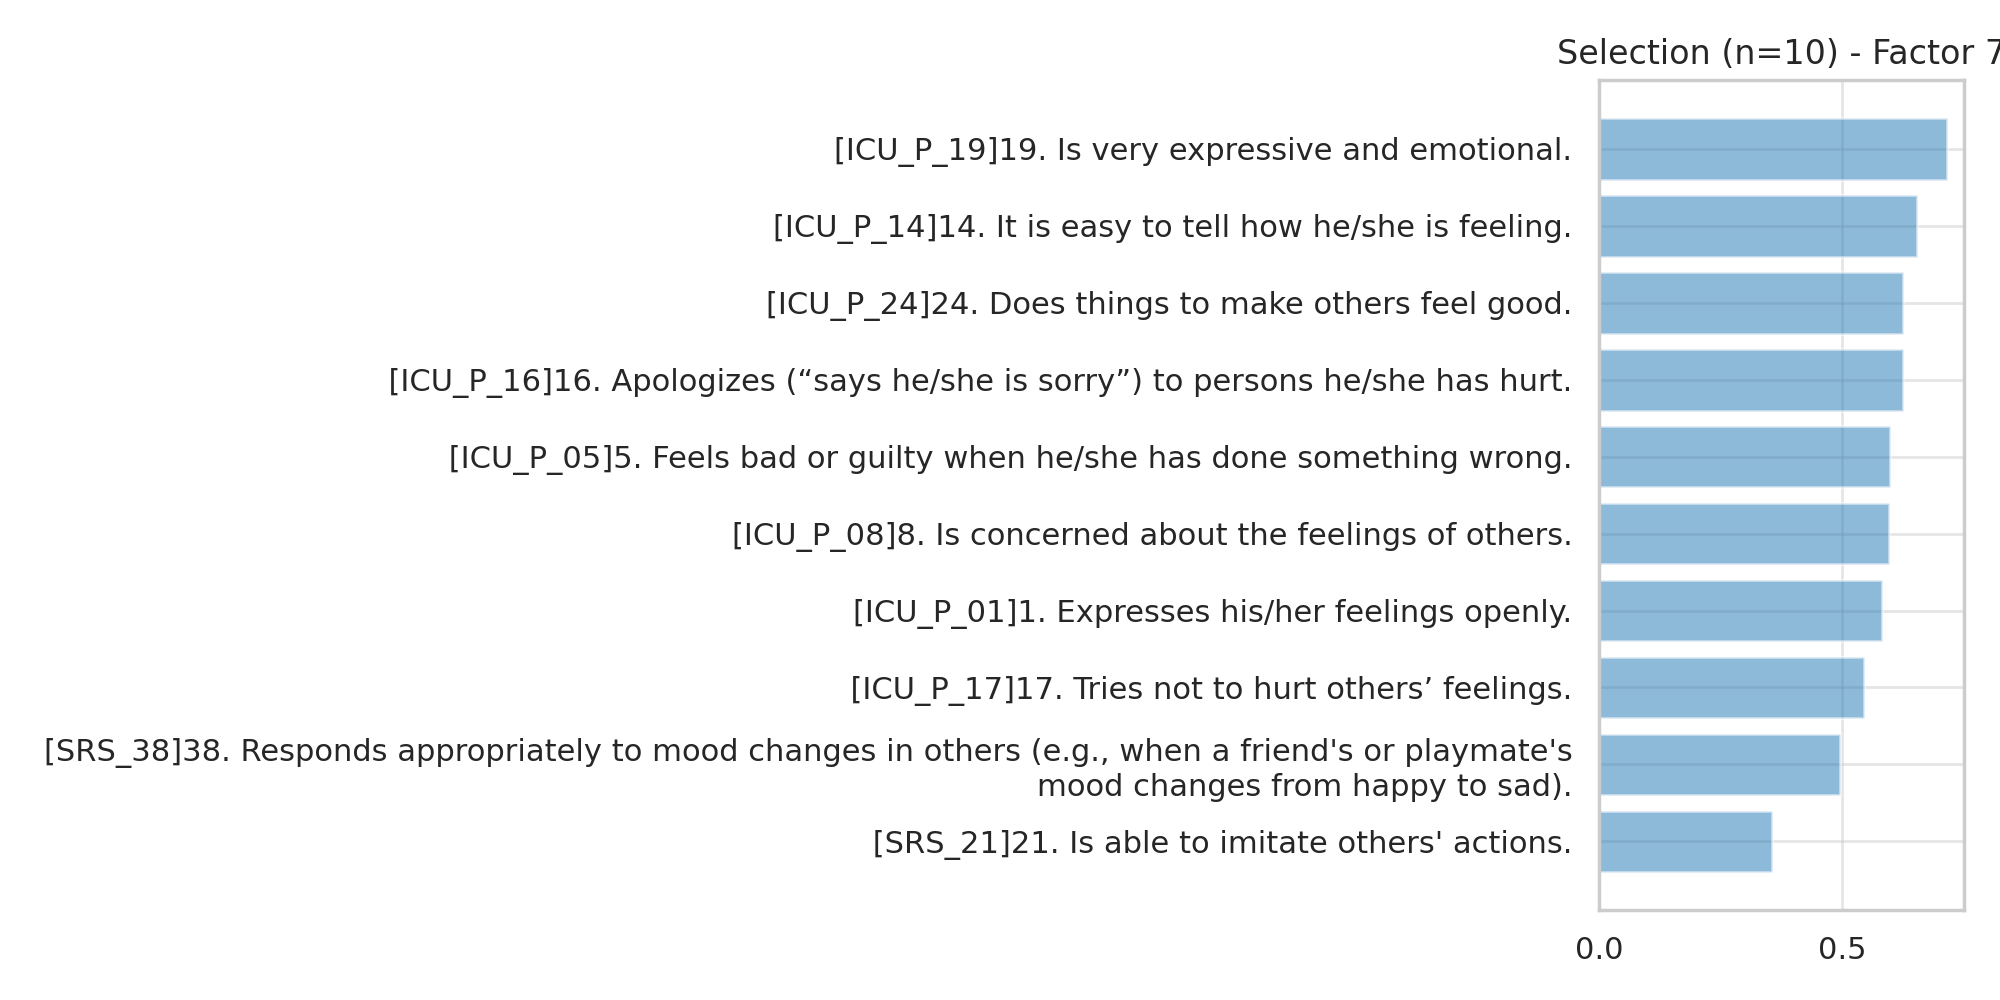 Selection (n=10) - Factor 7
[ICU_P_19]19. Is very expressive and emotional.
[ICU_P_14]14. It is easy to tell how he/she is feeling.
[ICU_P_24]24. Does things to make others feel good.
[ICU_P_16]16. Apologizes (“says he/she is sorry”) to persons he/she has hurt.
[ICU_P_05]5. Feels bad or guilty when he/she has done something wrong.
[ICU_P_08]8. Is concerned about the feelings of others.
[ICU_P_01]1. Expresses his/her feelings openly.
[ICU_P_17]17. Tries not to hurt others’ feelings.
[SRS_38]38. Responds appropriately to mood changes in others (e.g., when a friend's or playmate's
mood changes from happy to sad).
[SRS_21]21. Is able to imitate others' actions.
0.0 0.5